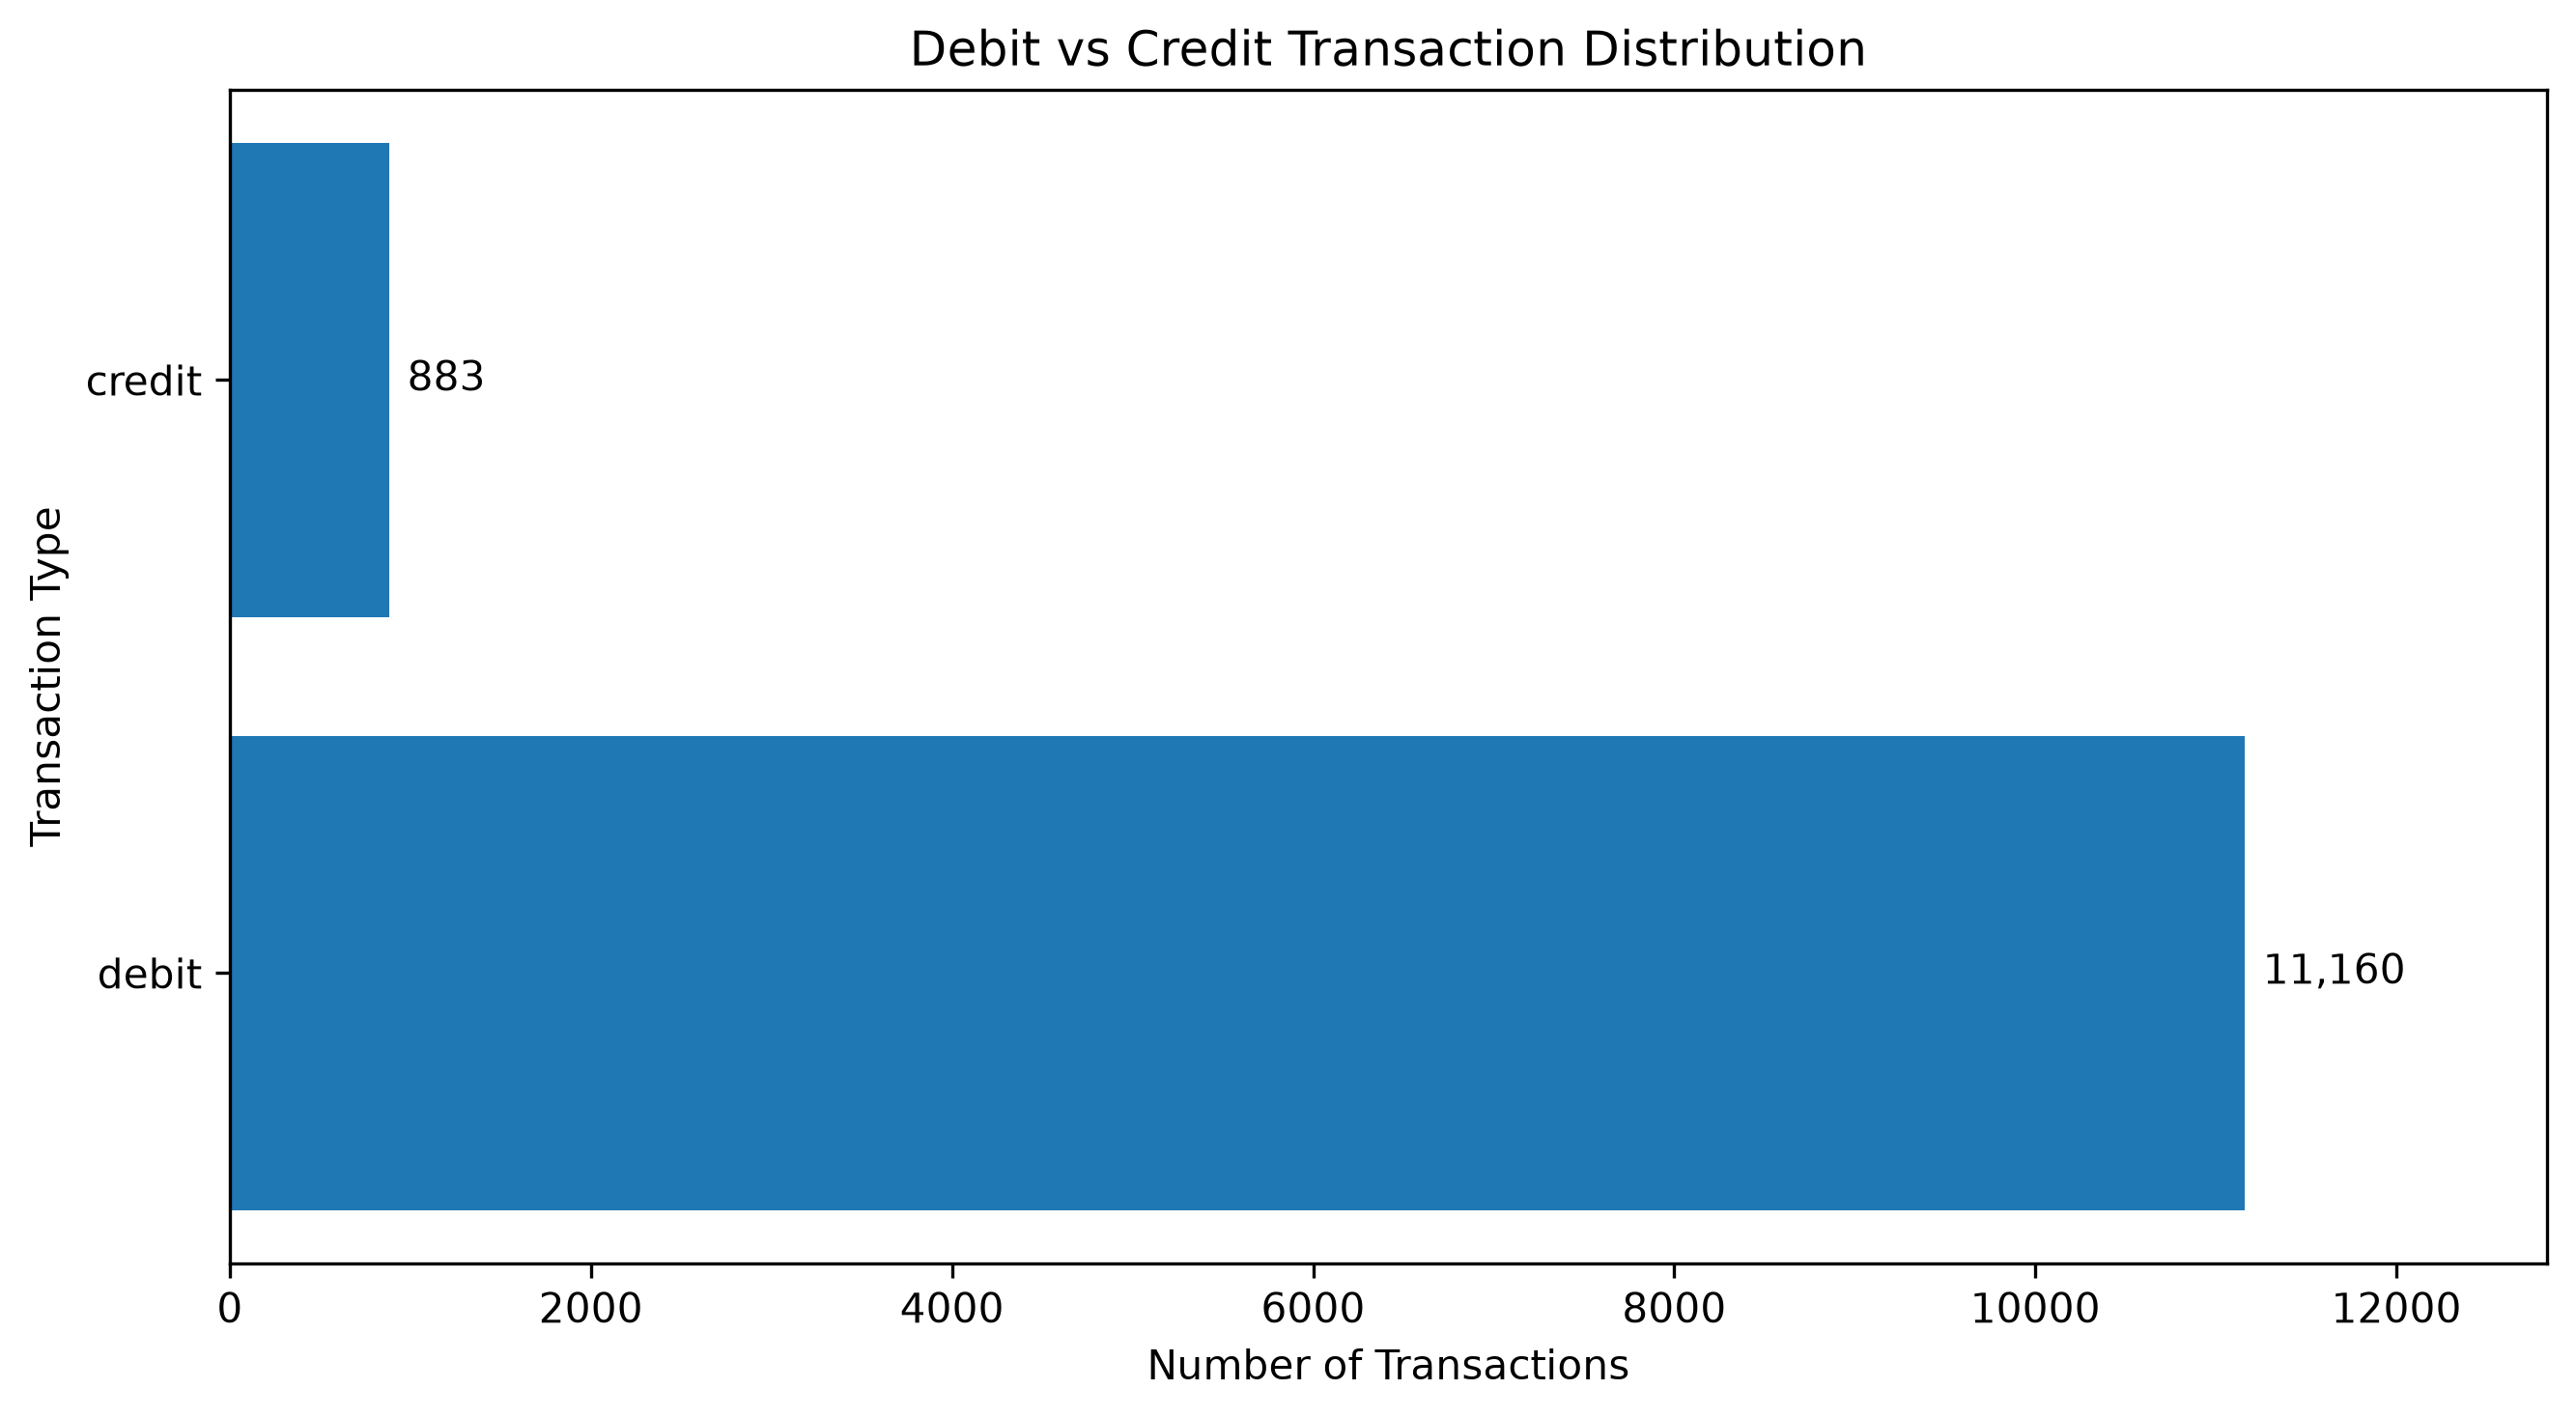 Debit vs Credit Transaction Distribution
Transaction Type
credit
883
debit
11,160
0 2000 4000 6000 8000 10000 12000
Number of Transactions